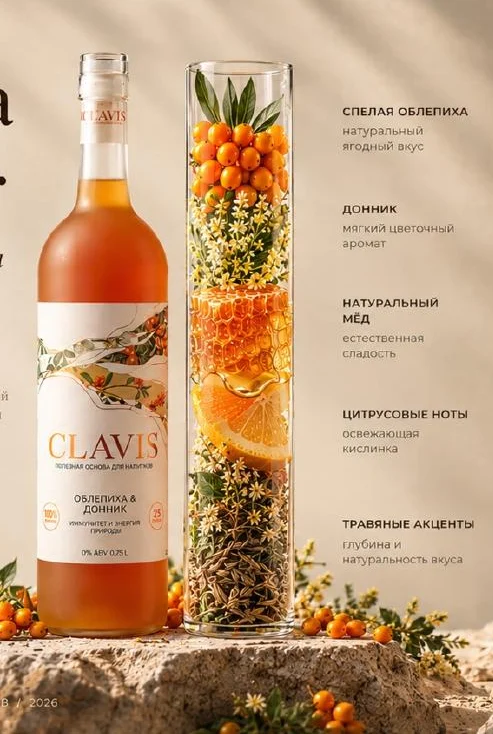 а
.
и
й
и
CLAVIS
CLAVIS
ПОЛЕЗНАЯ ОСНОВА ДЛЯ НАПИТКОВ
ОБЛЕПИХА &
ДОННИК
ИММУНИТЕТ И ЭНЕРГИЯ
ПРИРОДЫ
100%
25
0% ABV 0.75 L
СПЕЛАЯ ОБЛЕПИХА
натуральный
ягодный вкус
ДОННИК
мягкий цветочный
аромат
НАТУРАЛЬНЫЙ
МЁД
естественная
сладость
ЦИТРУСОВЫЕ НОТЫ
освежающая
кислинка
ТРАВЯНЫЕ АКЦЕНТЫ
глубина и
натуральность вкуса
В / 2026